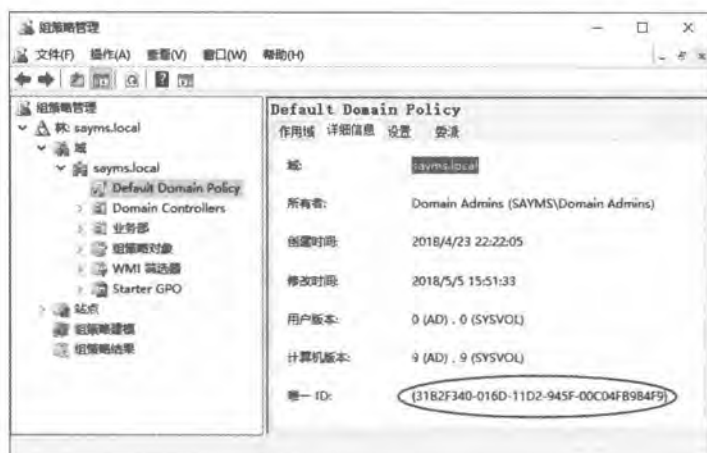 组策略管理
文件(F) 操作(A) 查看(V) 窗口(W) 帮助(H)
组策略管理
林: sayms.local
域
sayms.local
Default Domain Policy
Domain Controllers
业务部
组策略对象
WMI 筛选器
Starter GPO
站点
组策略建模
组策略结果
Default Domain Policy
作用域 详细信息 设置 委派
域: sayms.local
所有者: Domain Admins (SAYMS\Domain Admins)
创建时间: 2018/4/23 22:22:05
修改时间: 2018/5/5 15:51:33
用户版本: 0 (AD) , 0 (SYSVOL)
计算机版本: 9 (AD) , 9 (SYSVOL)
唯一 ID: {31B2F340-016D-11D2-945F-00C04FB984F9}